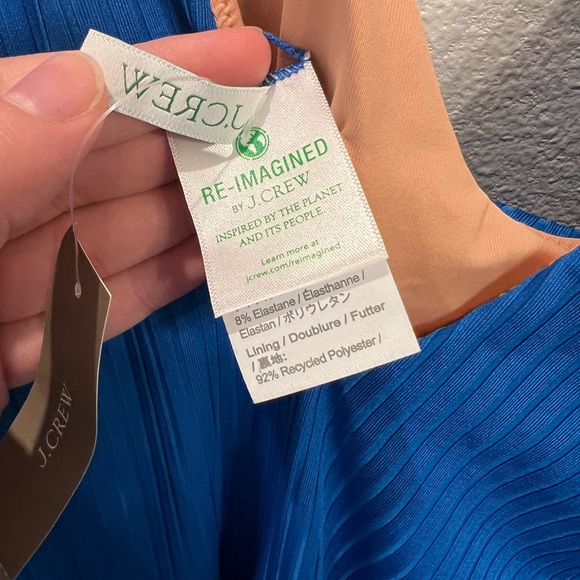 J.CREW
RE-IMAGINED
BY J.CREW
INSPIRED BY THE PLANET
AND ITS PEOPLE.
Learn more at
jcrew.com/reimagined
8% Elastane / Élasthanne /
Elastan / ポリウレタン
Lining / Doublure / Futter
/ 裏地:
92% Recycled Polyester /
J.CREW